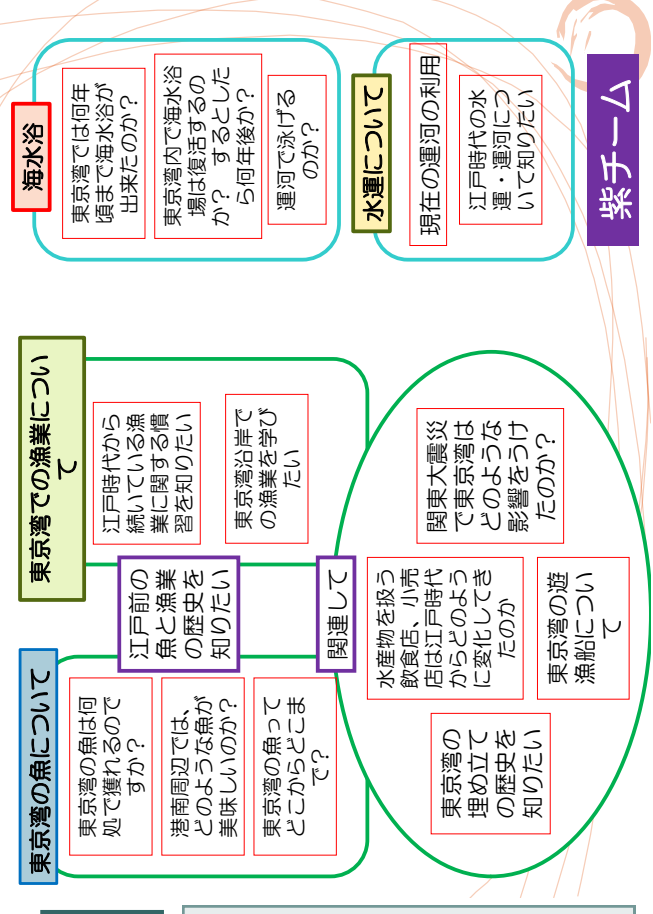 東京湾の魚について
東京湾の魚は何
処で獲れるので
すか？
港南周辺では、
どのような魚が
美味しいのか？
東京湾の魚って
どこからどこま
で？
江戸前の
魚と漁業
の歴史を
知りたい
東京湾での漁業につい
て
江戸時代から
続いている漁
業に関する慣
習を知りたい
東京湾沿岸で
の漁業を学び
たい
関連して
東京湾の
埋め立て
の歴史を
知りたい
水産物を扱う
飲食店、小売
店は江戸時代
からどのよう
に変化してき
たのか
東京湾の遊
漁船につい
て
関東大震災
で東京湾は
どのような
影響をうけ
たのか？
海水浴
東京湾では何年
頃まで海水浴が
出来たのか？
東京湾内で海水浴
場は復活するの
か？　するとした
ら何年後か？
運河で泳げる
のか？
水運について
現在の運河の利用
江戸時代の水
運・運河につ
いて知りたい
紫チーム